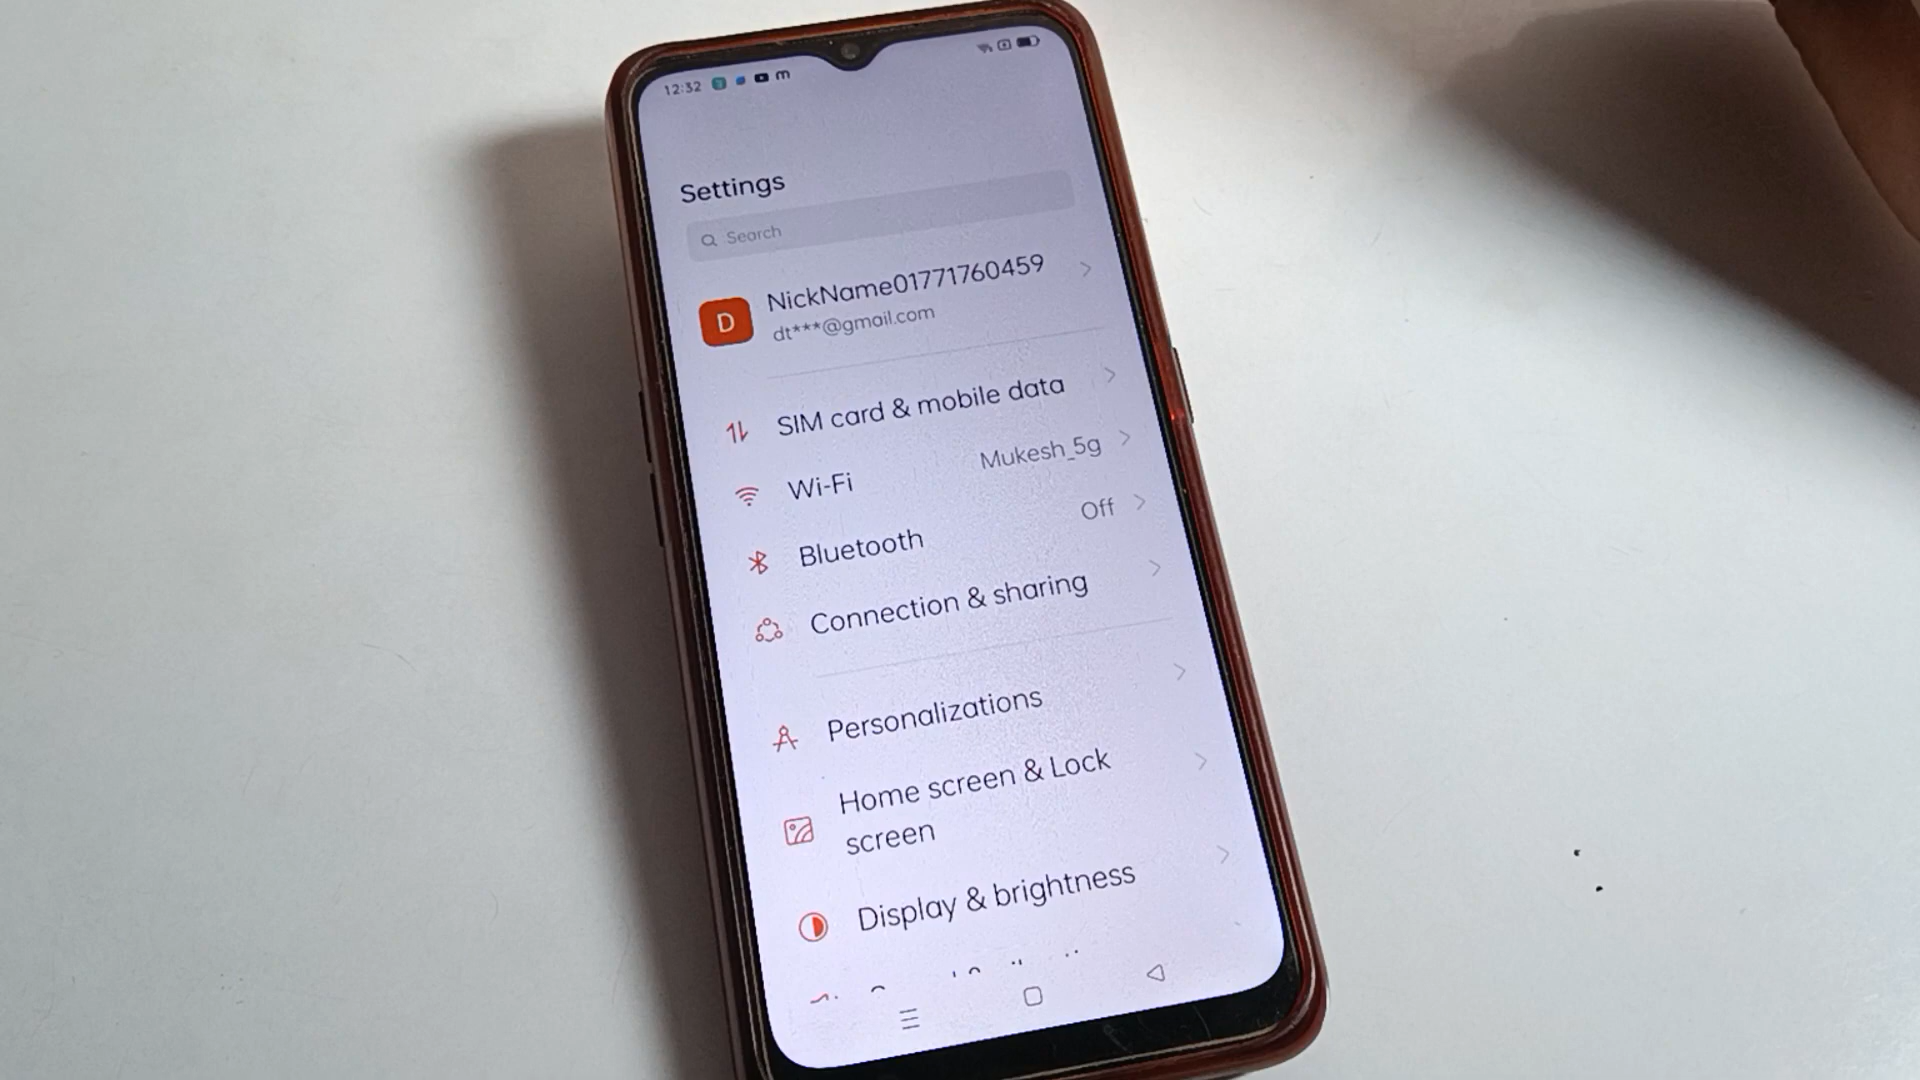 12:32
Settings
Search
D
NickName01771760459
dt***@gmail.com
SIM card & mobile data
Wi-Fi Mukesh_5g
Bluetooth Off
Connection & sharing
Personalizations
Home screen & Lock
screen
Display & brightness